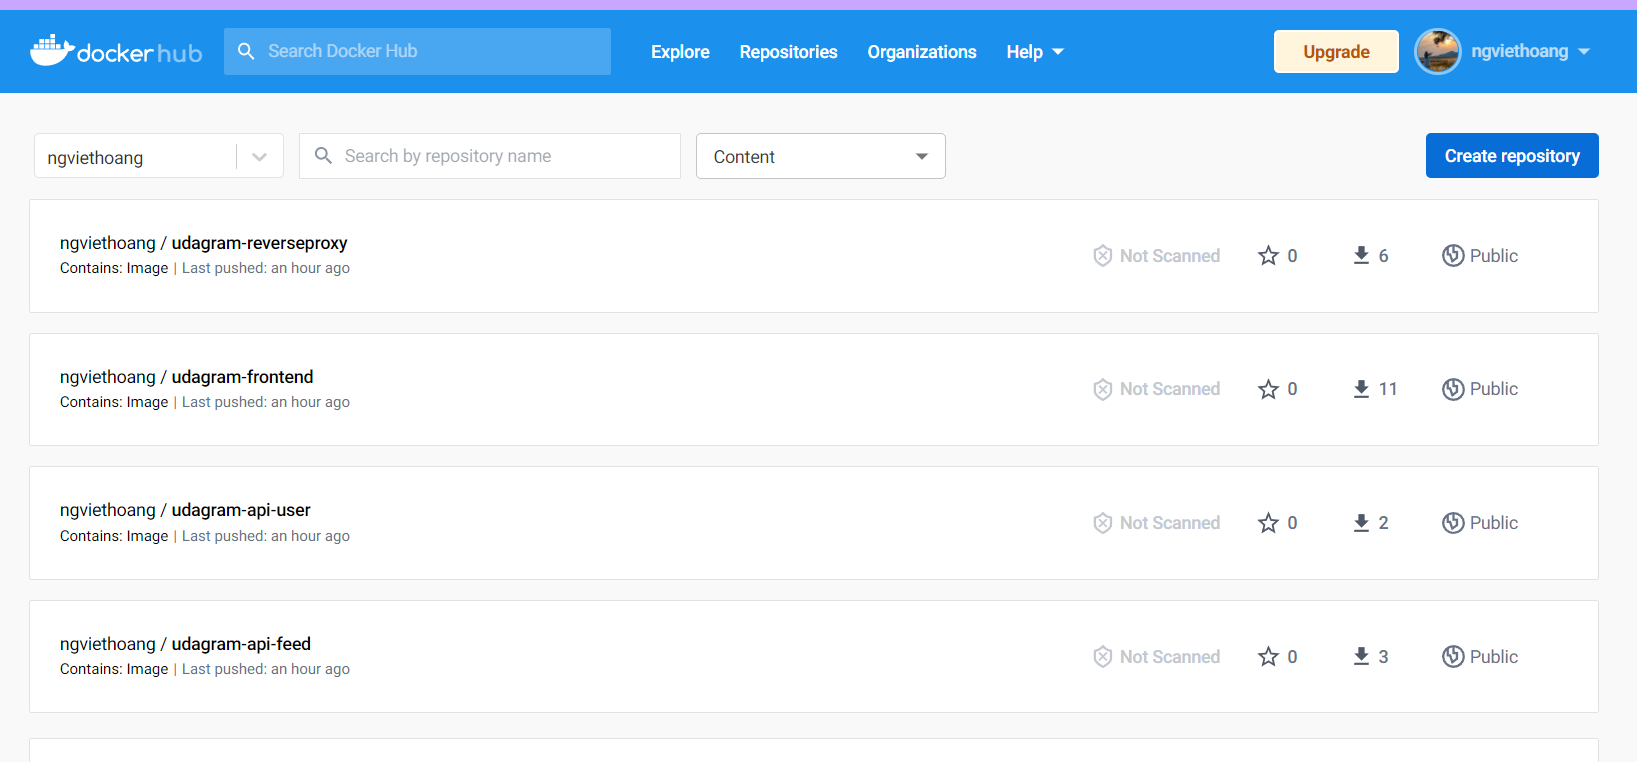 docker hub Search Docker Hub Explore Repositories Organizations Help Upgrade ngviethoang
ngviethoang Search by repository name Content Create repository
ngviethoang / udagram-reverseproxy
Contains: Image | Last pushed: an hour ago
Not Scanned 0 6 Public
ngviethoang / udagram-frontend
Contains: Image | Last pushed: an hour ago
Not Scanned 0 11 Public
ngviethoang / udagram-api-user
Contains: Image | Last pushed: an hour ago
Not Scanned 0 2 Public
ngviethoang / udagram-api-feed
Contains: Image | Last pushed: an hour ago
Not Scanned 0 3 Public